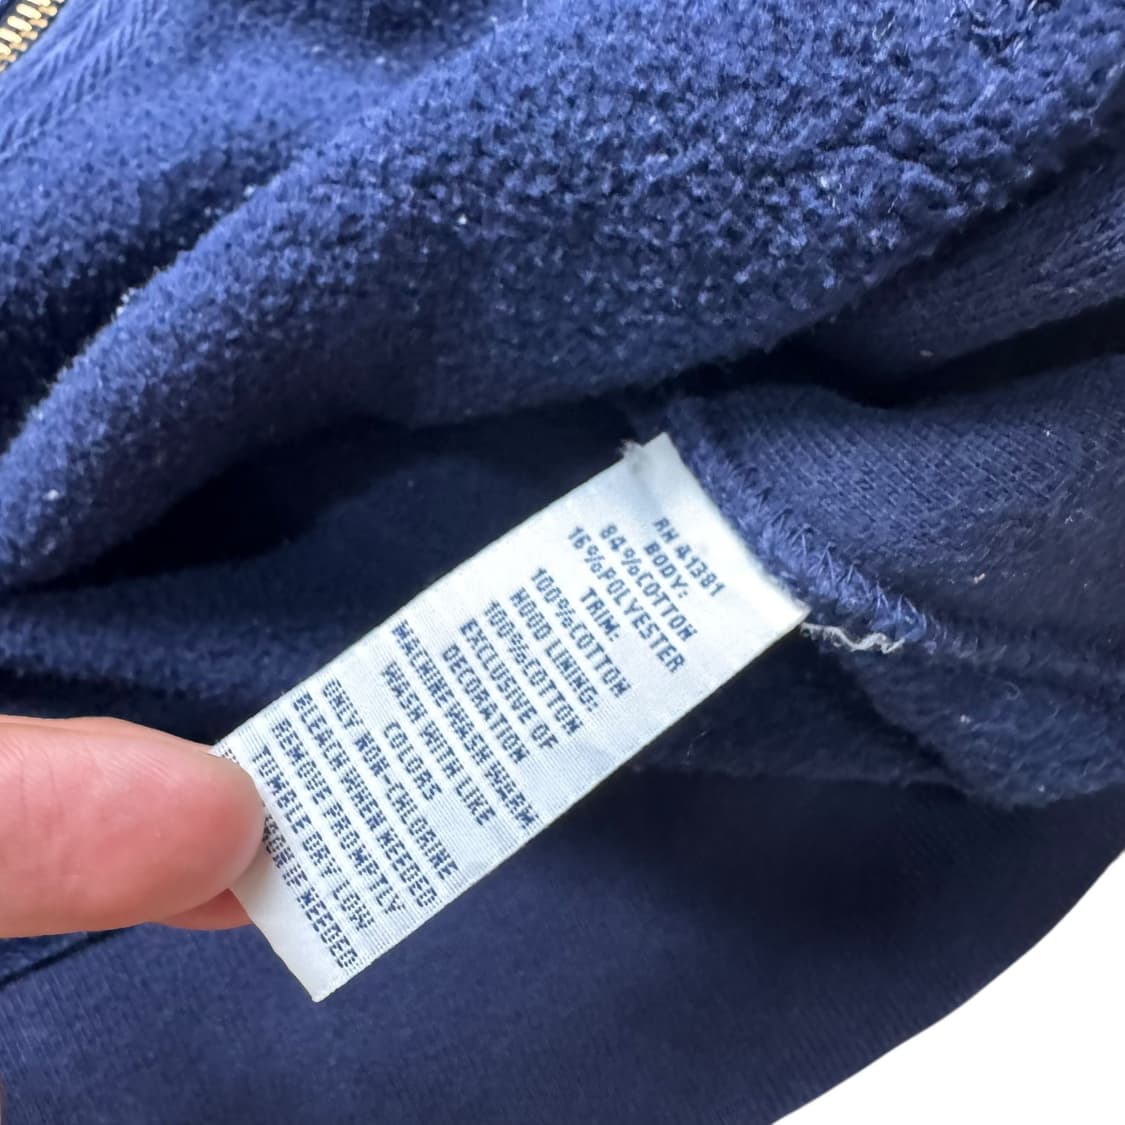 RN 41381
BODY:
84%COTTON
16%POLYESTER
TRIM:
100%COTTON
HOOD LINING:
100%COTTON
EXCLUSIVE OF
DECORATION
MACHINE WASH WARM
WASH WITH LIKE
COLORS
ONLY NON-CHLORINE
BLEACH WHEN NEEDED
REMOVE PROMPTLY
TUMBLE DRY LOW
IF NEEDED